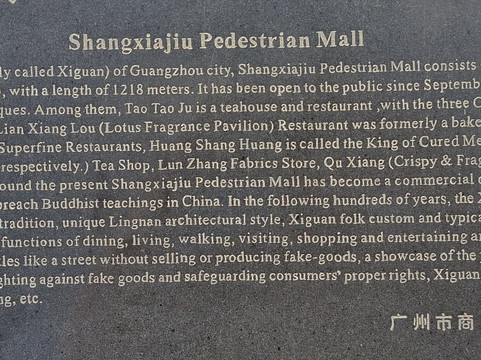 Shangxiajiu Pedestrian Mall
ly called Xiguan) of Guangzhou city, Shangxiajiu Pedestrian Mall consists
, with a length of 1218 meters. It has been open to the public since Septemb
ques. Among them, Tao Tao Ju is a teahouse and restaurant ,with the three C
Lian Xiang Lou (Lotus Fragrance Pavilion) Restaurant was formerly a bake
Superfine Restaurants, Huang Shang Huang is called the King of Cured Me
respectively.) Tea Shop, Lun Zhang Fabrics Store, Qu Xiang (Crispy & Frag
ound the present Shangxiajiu Pedestrian Mall has become a commercial c
preach Buddhist teachings in China. In the following hundreds of years, the X
tradition, unique Lingnan architectural style, Xiguan folk custom and typica
functions of dining, living, walking, visiting, shopping and entertaining an
tles like a street without selling or producing fake-goods, a showcase of the
ghting against fake goods and safeguarding consumers' proper rights, Xiguan
ng, etc.
广州市商